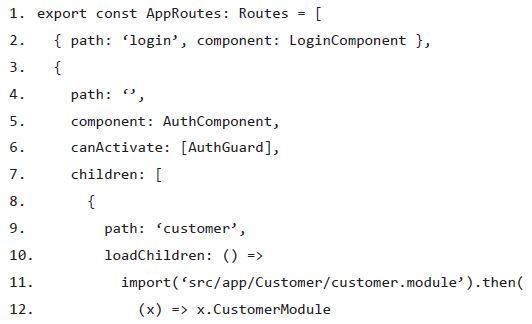 1. export const AppRoutes: Routes = [
2. { path: ‘login’, component: LoginComponent },
3. {
4. path: ‘’,
5. component: AuthComponent,
6. canActivate: [AuthGuard],
7. children: [
8. {
9. path: ‘customer’,
10. loadChildren: () =>
11. import(‘src/app/Customer/customer.module’).then(
12. (x) => x.CustomerModule